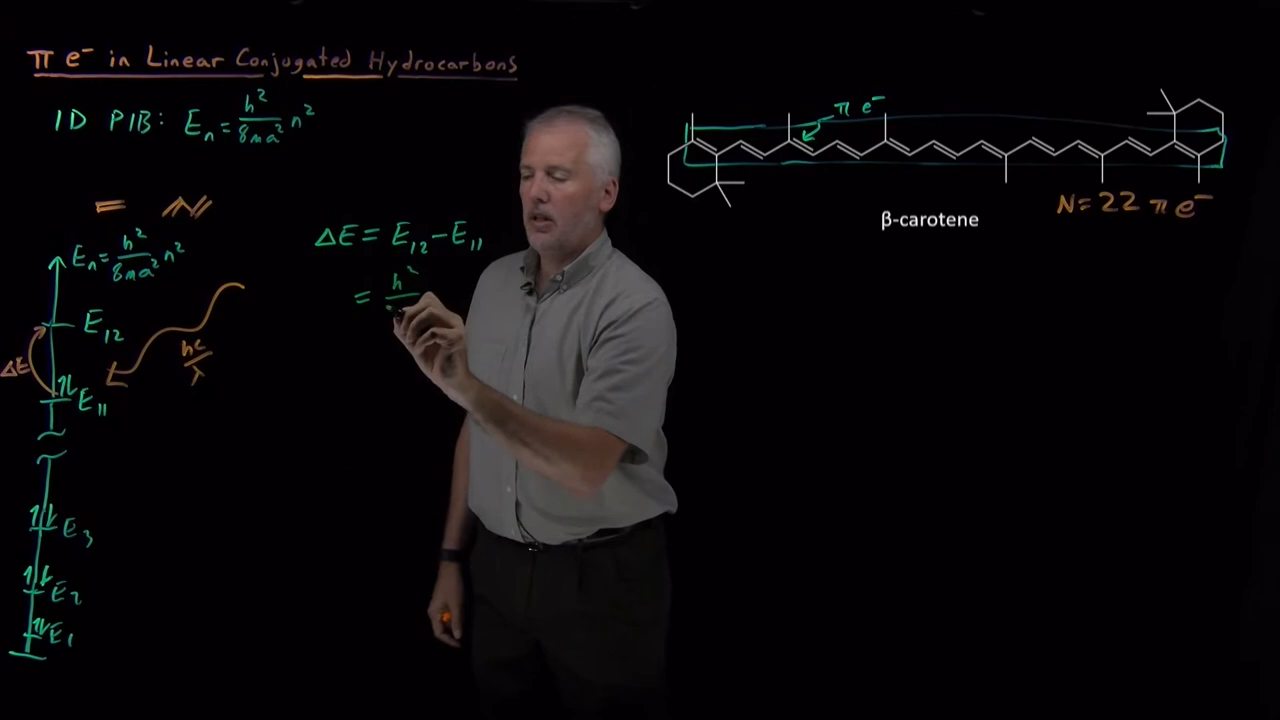 π e⁻ in Linear Conjugated Hydrocarbons
1D PIB: Eₙ = h²/8ma² n²
π e⁻
N = 22 π e⁻
β-carotene
Eₙ = h²/8ma² n²
ΔE = E₁₂ − E₁₁
= h²
E₁₂
ΔE
hc/λ
E₁₁
E₃
E₂
E₁